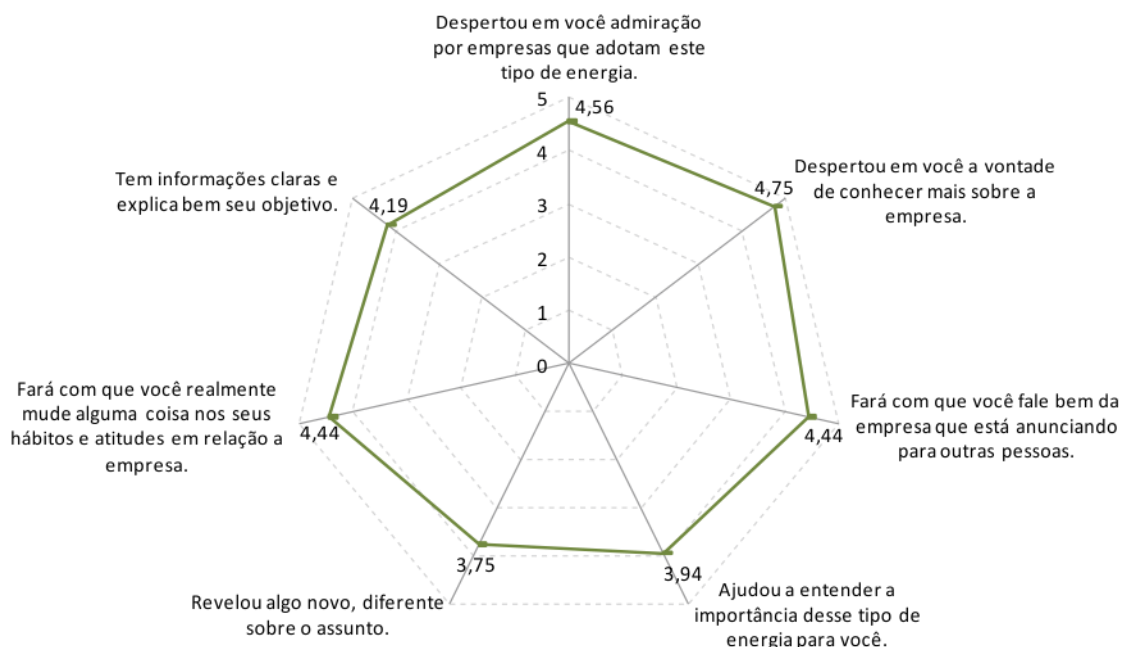 Despertou em você admiração
por empresas que adotam este
tipo de energia.
5
4,56
4
3
2
1
0
Despertou em você a vontade
de conhecer mais sobre a
empresa.
4,75
Fará com que você fale bem da
empresa que está anunciando
para outras pessoas.
4,44
Ajudou a entender a
importância desse tipo de
energia para você.
3,94
Revelou algo novo, diferente
sobre o assunto.
3,75
Fará com que você realmente
mude alguma coisa nos seus
hábitos e atitudes em relação a
empresa.
4,44
Tem informações claras e
explica bem seu objetivo.
4,19